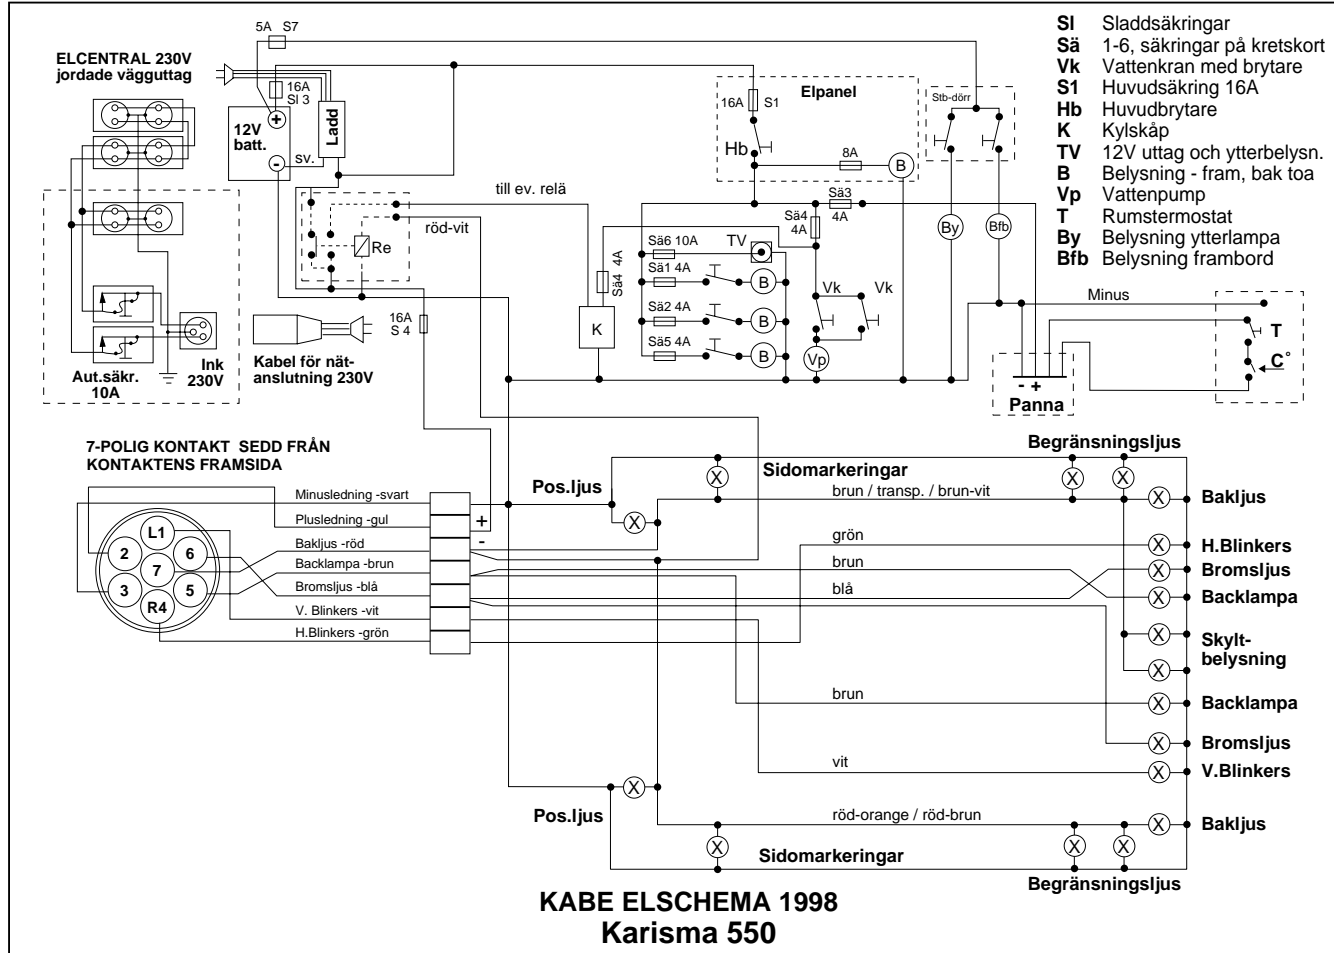 5A S7
ELCENTRAL 230V
jordade vägguttag
16A
Sl 3
12V
batt.
+
-
sv.
Ladd
till ev. relä
röd-vit
Re
16A
S 4
Kabel för nät-
anslutning 230V
Ink
230V
Aut.säkr.
10A
16A S1
Elpanel
Hb
8A
B
Stb-dörr
Sä3
4A
Sä4
4A
Sä4 4A
Sä6 10A
TV
Sä1 4A
B
Sä2 4A
B
Sä5 4A
B
K
Vk
Vk
Vp
By
Bfb
Minus
T
C°
- +
Panna
Sl Sladdsäkringar
Sä 1-6, säkringar på kretskort
Vk Vattenkran med brytare
S1 Huvudsäkring 16A
Hb Huvudbrytare
K Kylskåp
TV 12V uttag och ytterbelysn.
B Belysning - fram, bak toa
Vp Vattenpump
T Rumstermostat
By Belysning ytterlampa
Bfb Belysning frambord
7-POLIG KONTAKT SEDD FRÅN
KONTAKTENS FRAMSIDA
L1
2
6
7
3
5
R4
Minusledning -svart
Plusledning -gul
Bakljus -röd
Backlampa -brun
Bromsljus -blå
V. Blinkers -vit
H.Blinkers -grön
+
-
Pos.ljus
X
X
Sidomarkeringar
Begränsningsljus
X
X
brun / transp. / brun-vit
X
Bakljus
grön
X
H.Blinkers
brun
X
Bromsljus
blå
X
Backlampa
X
Skylt-
belysning
X
brun
X
Backlampa
X
Bromsljus
vit
X
V.Blinkers
Pos.ljus
X
röd-orange / röd-brun
X
Bakljus
X
X
X
Sidomarkeringar
Begränsningsljus
KABE ELSCHEMA 1998
Karisma 550